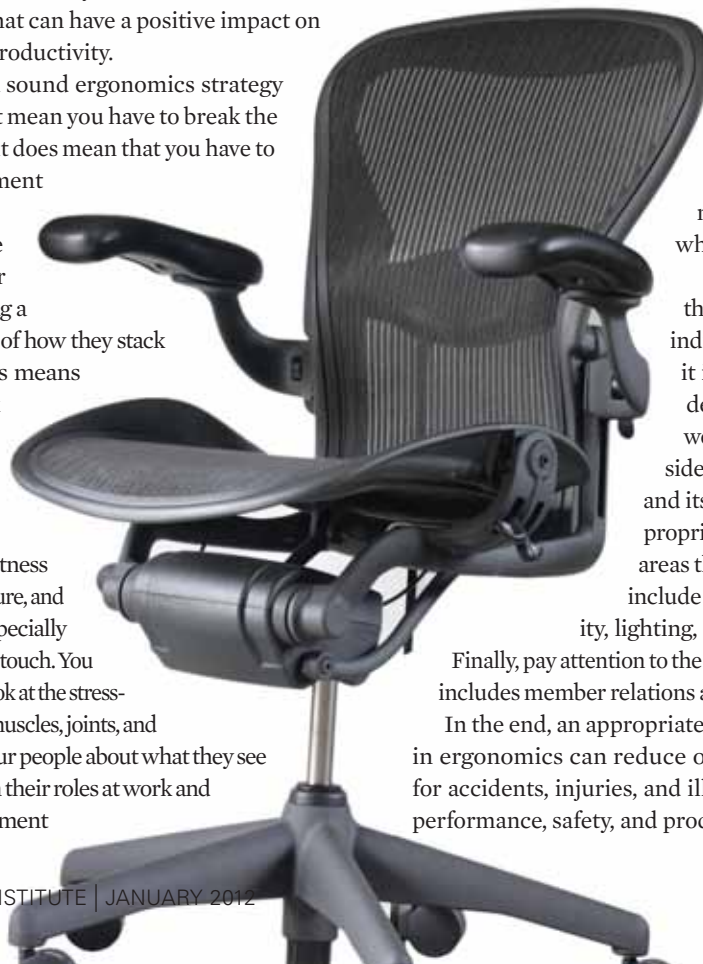 hat can have a positive impact on
roductivity.
sound ergonomics strategy
t mean you have to break the
t does mean that you have to
ment
e
r
g a
of how they stack
s means
tness
ure, and
pecially
touch. You
ok at the stress-
muscles, joints, and
ur people about what they see
n their roles at work and
ment
wh
th
ind
it
de
we
side
and its
propri
areas th
include
ity, lighting,
Finally, pay attention to the
includes member relations a
In the end, an appropriate
in ergonomics can reduce o
for accidents, injuries, and il
performance, safety, and proc
NSTITUTE | JANUARY 2012